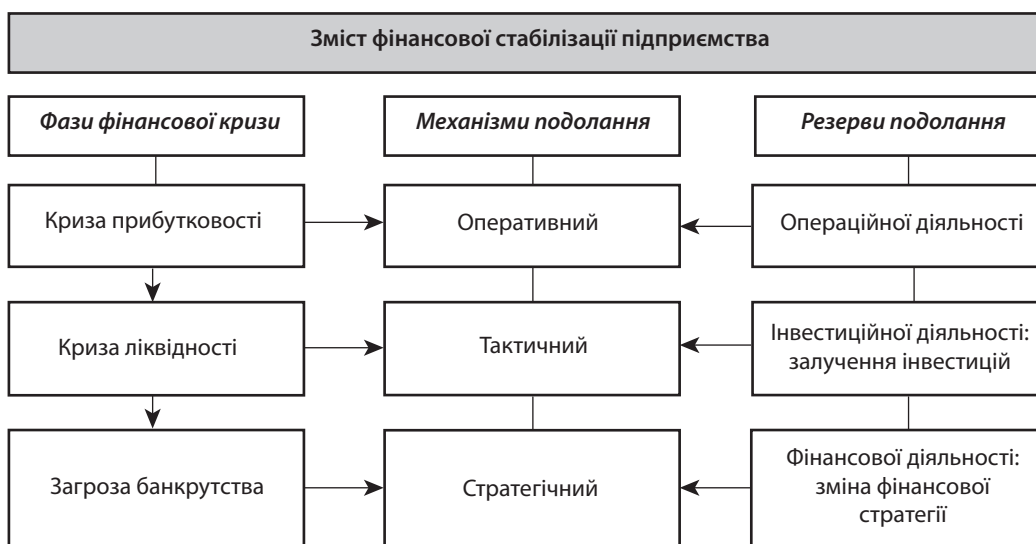 Зміст фінансової стабілізації підприємства
Фази фінансової кризи
Механізми подолання
Резерви подолання
Криза прибутковості
Оперативний
Операційної діяльності
Криза ліквідності
Тактичний
Інвестиційної діяльності:
залучення інвестицій
Загроза банкрутства
Стратегічний
Фінансової діяльності:
зміна фінансової
стратегії